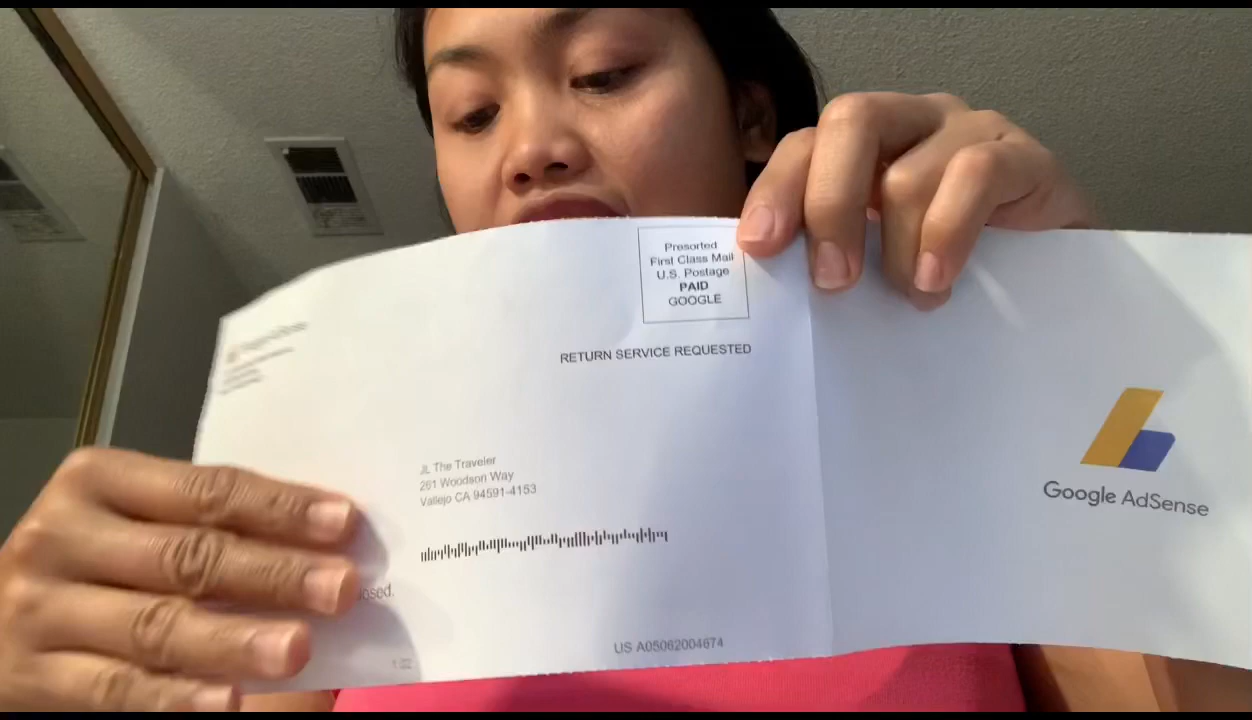 Presorted
First Class Mail
U.S. Postage
PAID
GOOGLE
RETURN SERVICE REQUESTED
JL The Traveler
261 Woodson Way
Vallejo CA 94591-4153
US A05062004674
Google AdSense